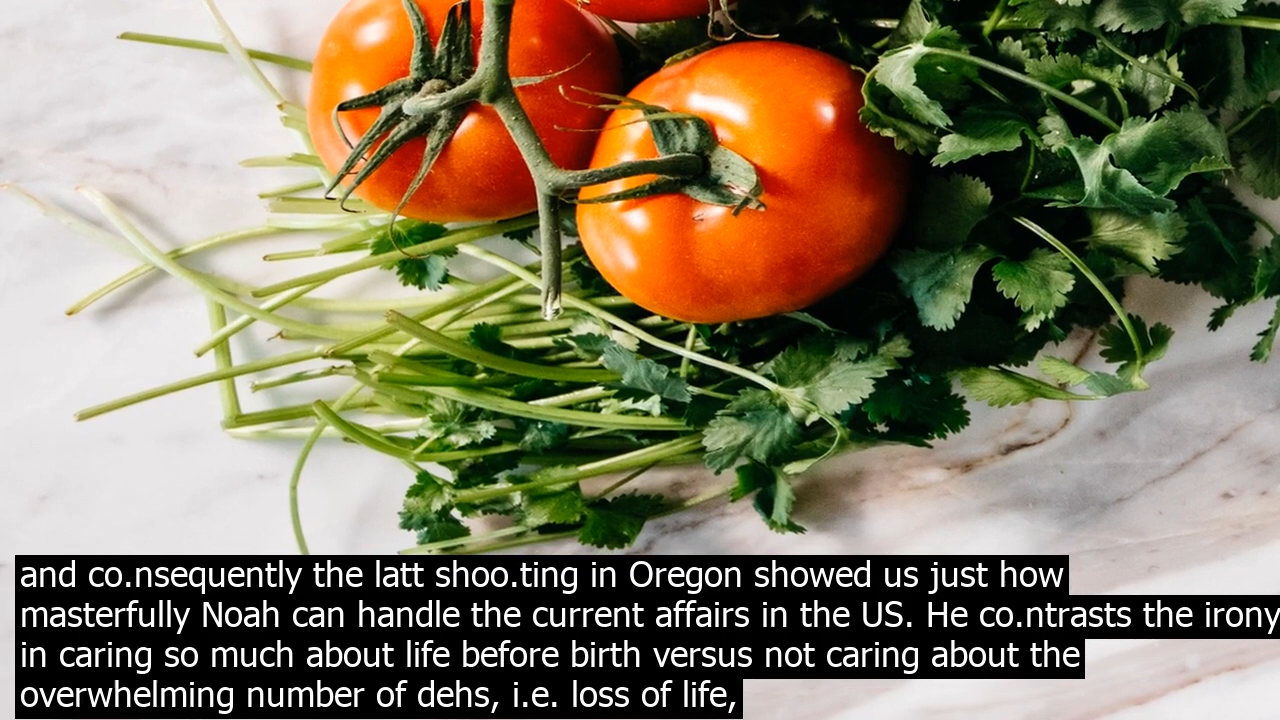 and co.nsequently the latt shoo.ting in Oregon showed us just how
masterfully Noah can handle the current affairs in the US. He co.ntrasts the irony
in caring so much about life before birth versus not caring about the
overwhelming number of dehs, i.e. loss of life,